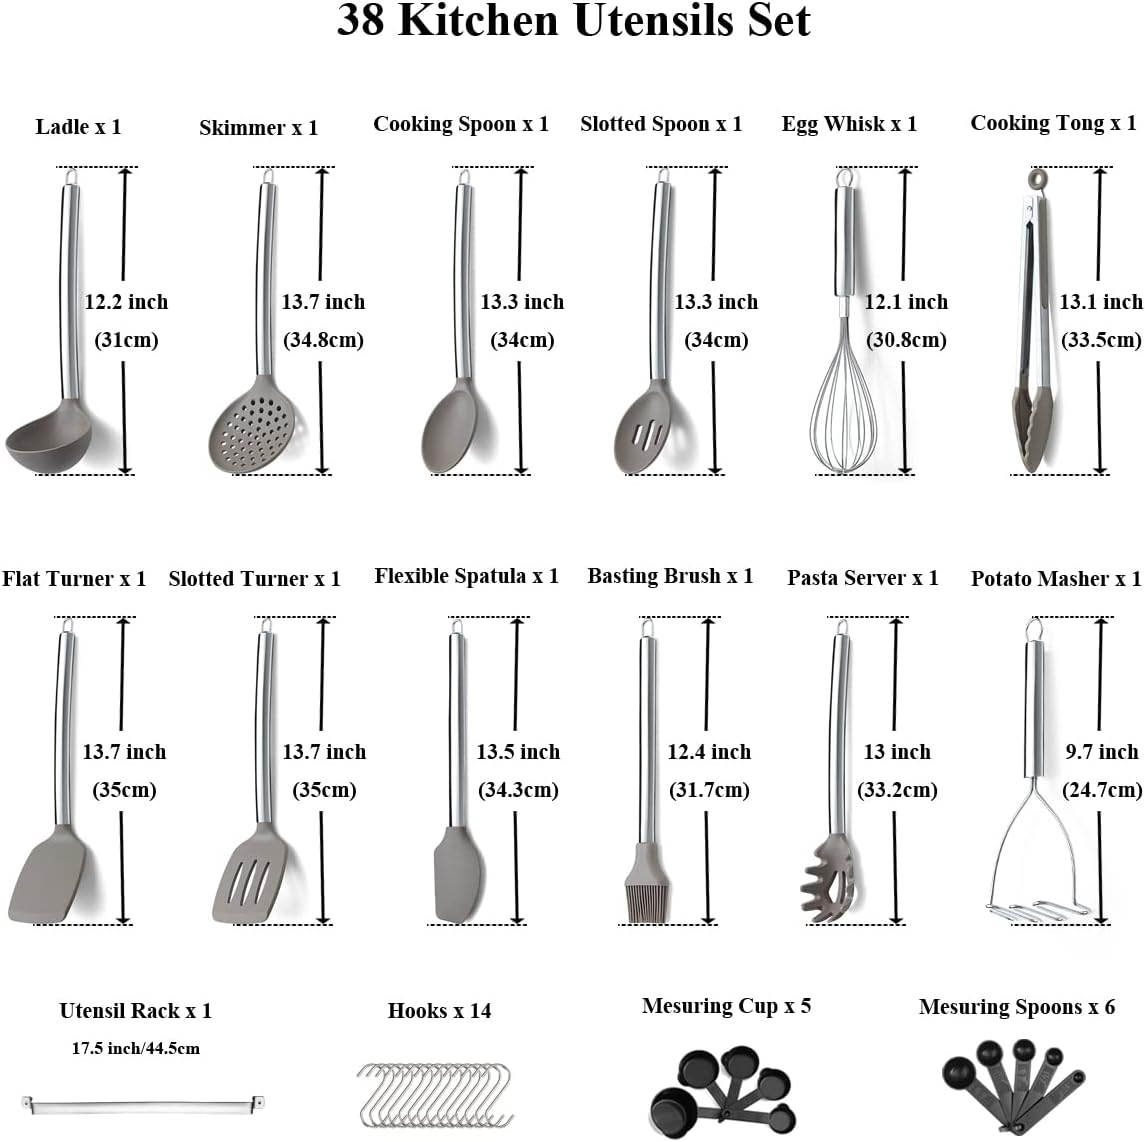 38 Kitchen Utensils Set
Ladle x 1
Skimmer x 1
Cooking Spoon x 1
Slotted Spoon x 1
Egg Whisk x 1
Cooking Tong x 1
12.2 inch
(31cm)
13.7 inch
(34.8cm)
13.3 inch
(34cm)
13.3 inch
(34cm)
12.1 inch
(30.8cm)
13.1 inch
(33.5cm)
Flat Turner x 1
Slotted Turner x 1
Flexible Spatula x 1
Basting Brush x 1
Pasta Server x 1
Potato Masher x 1
13.7 inch
(35cm)
13.7 inch
(35cm)
13.5 inch
(34.3cm)
12.4 inch
(31.7cm)
13 inch
(33.2cm)
9.7 inch
(24.7cm)
Utensil Rack x 1
17.5 inch/44.5cm
Hooks x 14
Mesuring Cup x 5
Mesuring Spoons x 6